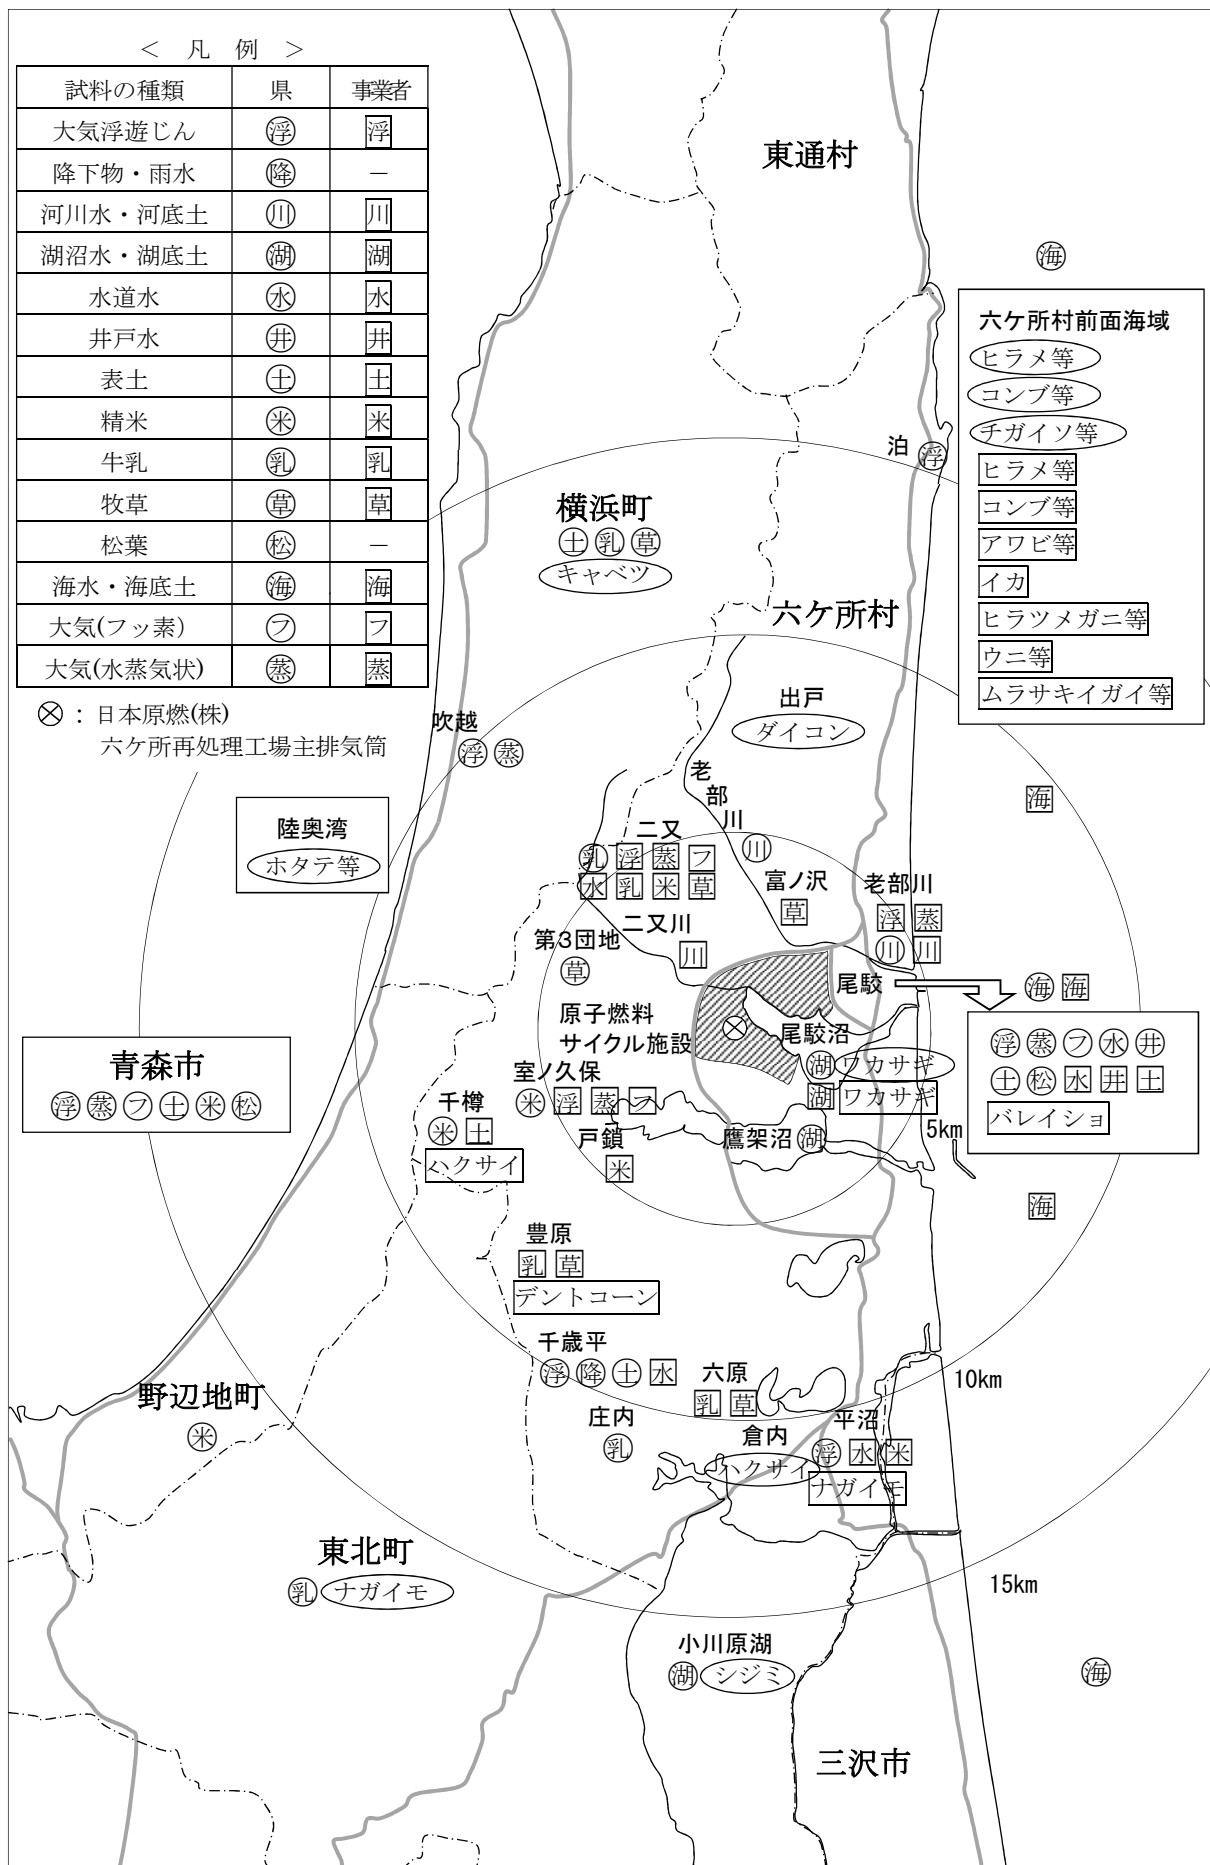 ＜ 凡 例 ＞
試料の種類 県 事業者
大気浮遊じん 浮 浮
降下物・雨水 降 －
河川水・河底土 川 川
湖沼水・湖底土 湖 湖
水道水 水 水
井戸水 井 井
表土 土 土
精米 米 米
牛乳 乳 乳
牧草 草 草
松葉 松 －
海水・海底土 海 海
大気(フッ素） フ フ
大気(水蒸気状) 蒸 蒸
⊗ ：日本原燃(株)
六ケ所再処理工場主排気筒
東通村
海
六ケ所村前面海域
ヒラメ等
コンブ等
チガイソ等
ヒラメ等
コンブ等
アワビ等
イカ
ヒラツメガニ等
ウニ等
ムラサキイガイ等
泊 浮
横浜町
土 乳 草
キャベツ
六ケ所村
出戸
ダイコン
吹越
浮 蒸
陸奥湾
ホタテ等
老部川
川
海
二又
乳 浮 蒸 フ
水 乳 米 草
富ノ沢
草
老部川
浮 蒸
川 川
二又川
川
第３団地
草
尾駮
海 海
浮 蒸 フ 水 井
土 松 水 井 土
バレイショ
原子燃料
サイクル施設
尾駮沼
湖 ワカサギ
湖 ワカサギ
青森市
浮 蒸 フ 土 米 松
室ノ久保
米 浮 蒸 フ
千樽
米 土
ハクサイ
戸鎖
米
鷹架沼 湖
5km
海
豊原
乳 草
デントコーン
千歳平
浮 降 土 水
六原
乳 草
10km
野辺地町
米
庄内
乳
倉内
ハクサイ
平沼
浮 水 米
ナガイモ
東北町
乳 ナガイモ
15km
小川原湖
湖 シジミ
海
三沢市